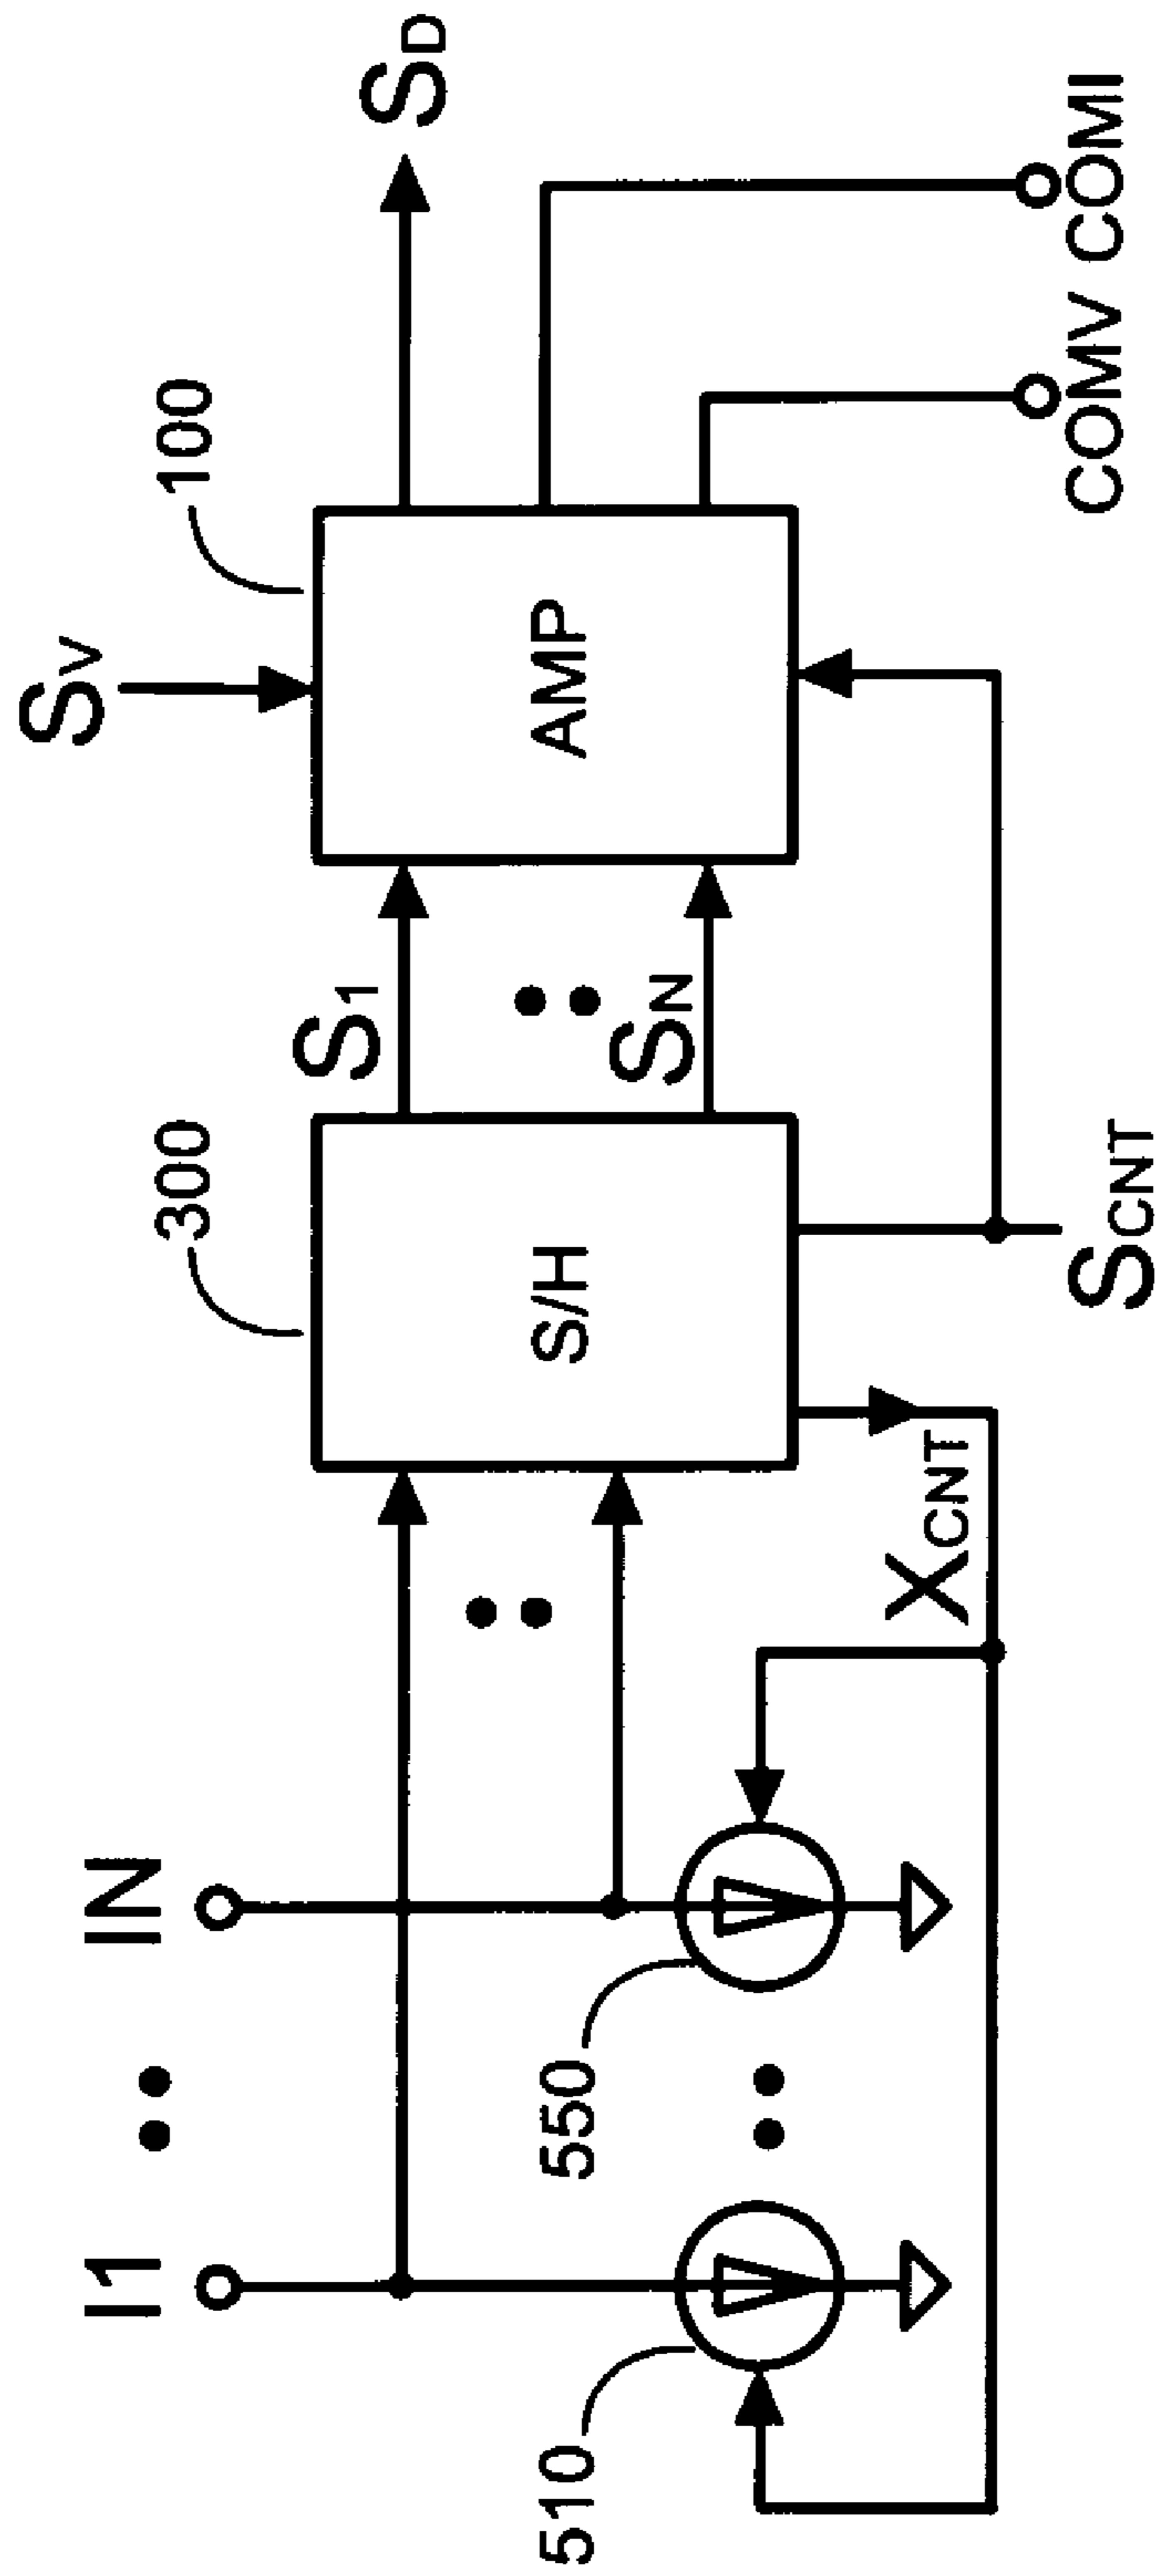 I1
IN
510
550
XCNT
300
S/H
S1
SN
SCNT
SV
100
AMP
SD
COMV
COMI